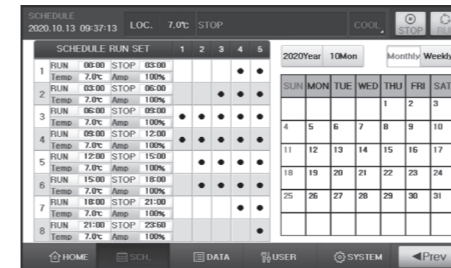 SCHEDULE
2020.10.13 09:37:13 LOC. 7.0℃ STOP COOL STOP RUN
SCHEDULE RUN SET 1 2 3 4 5
1 RUN 00:00 STOP 03:00
Temp 7.0℃ Amp 100%
2 RUN 03:00 STOP 06:00
Temp 7.0℃ Amp 100%
3 RUN 06:00 STOP 09:00
Temp 7.0℃ Amp 100%
4 RUN 09:00 STOP 12:00
Temp 7.0℃ Amp 100%
5 RUN 12:00 STOP 15:00
Temp 7.0℃ Amp 100%
6 RUN 15:00 STOP 18:00
Temp 7.0℃ Amp 100%
7 RUN 18:00 STOP 21:00
Temp 7.0℃ Amp 100%
8 RUN 21:00 STOP 23:60
Temp 7.0℃ Amp 100%
2020Year 10Mon Monthly Weekly
SUN MON TUE WED THU FRI SAT
1 2 3
4 5 6 7 8 9 10
11 12 13 14 15 16 17
18 19 20 21 22 23 24
25 26 27 28 29 30 31
HOME SCH. DATA USER SYSTEM ◀Prev